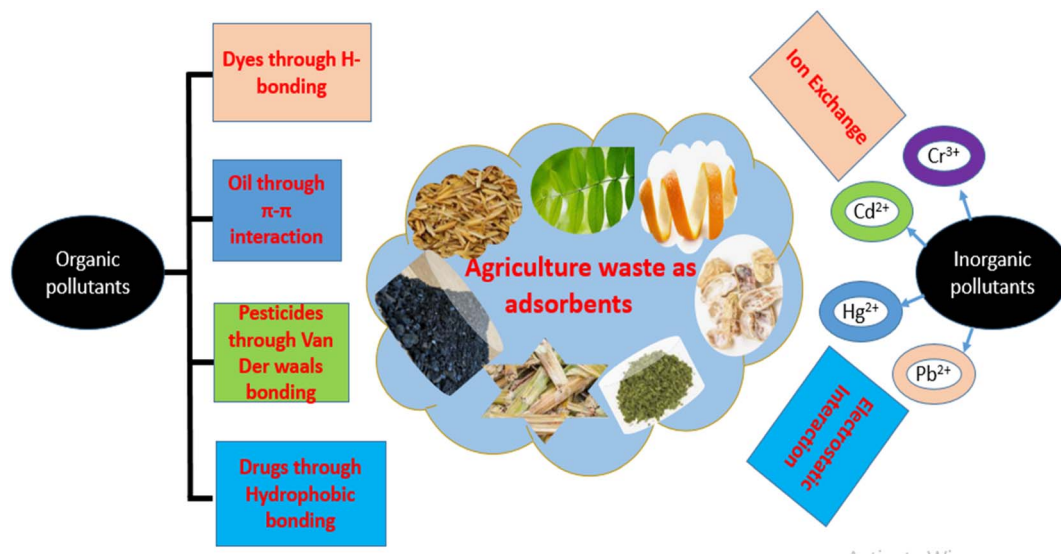 Organic
pollutants
Dyes through H-
bonding
Oil through
π-π
interaction
Pesticides through Van
Der waals
bonding
Drugs through
Hydrophobic
bonding
Agriculture waste as
adsorbents
Ion Exchange
Cr³⁺
Cd²⁺
Hg²⁺
Pb²⁺
Inorganic
pollutants
Electrostatic
Interaction